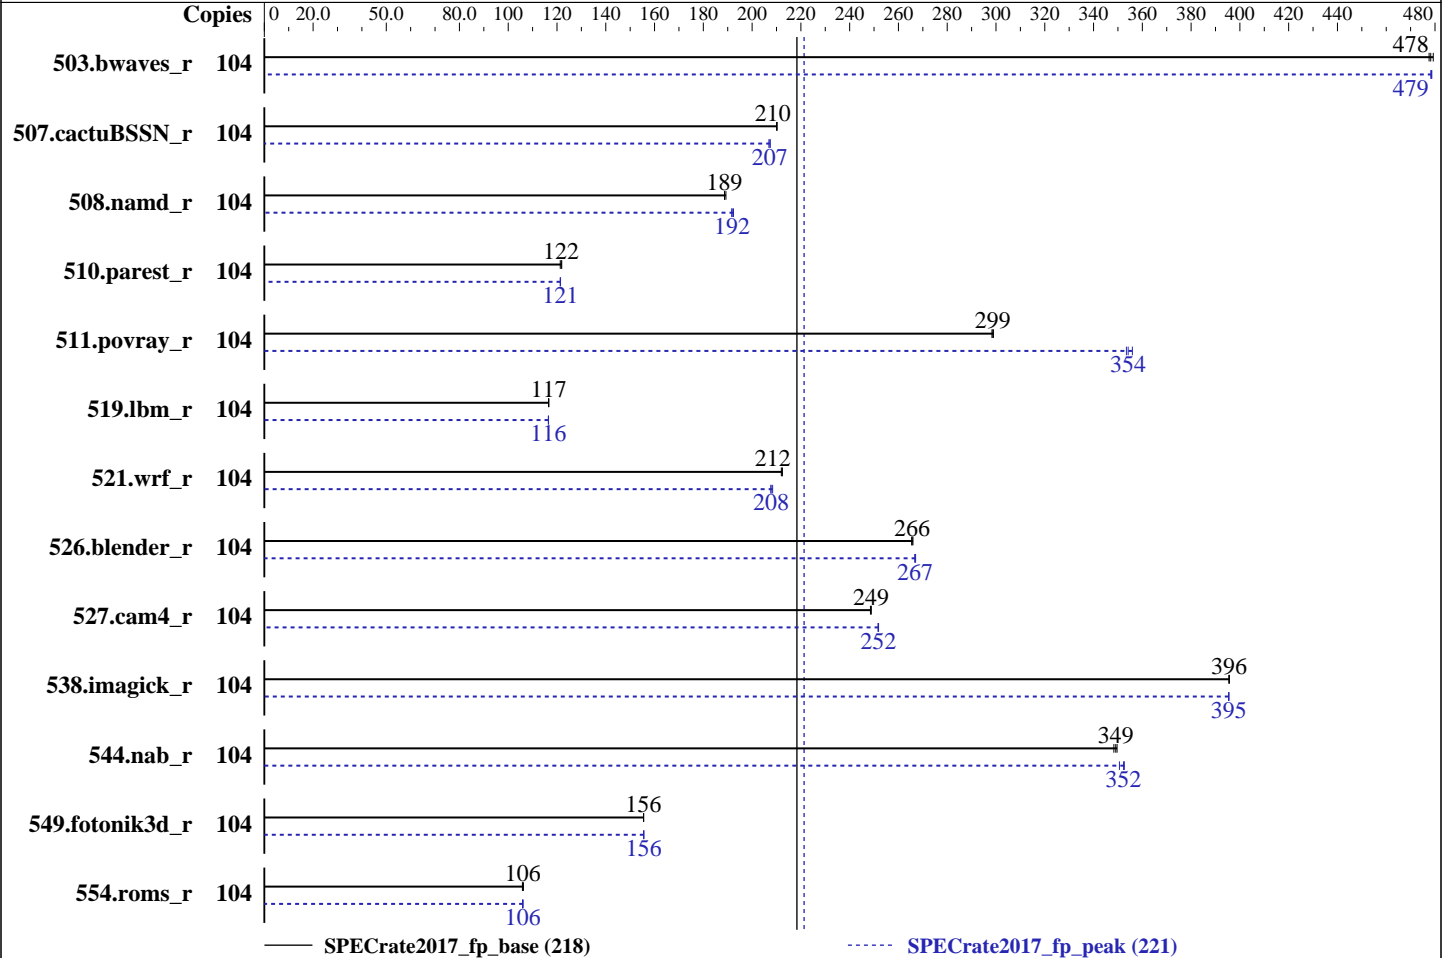 Copies 0 20.0 50.0 80.0 100 120 140 160 180 200 220 240 260 280 300 320 340 360 380 400 420 440 480
503.bwaves_r 104 478
479
507.cactuBSSN_r 104 210
207
508.namd_r 104 189
192
510.parest_r 104 122
121
511.povray_r 104 299
354
519.lbm_r 104 117
116
521.wrf_r 104 212
208
526.blender_r 104 266
267
527.cam4_r 104 249
252
538.imagick_r 104 396
395
544.nab_r 104 349
352
549.fotonik3d_r 104 156
156
554.roms_r 104 106
106
SPECrate2017_fp_base (218) SPECrate2017_fp_peak (221)